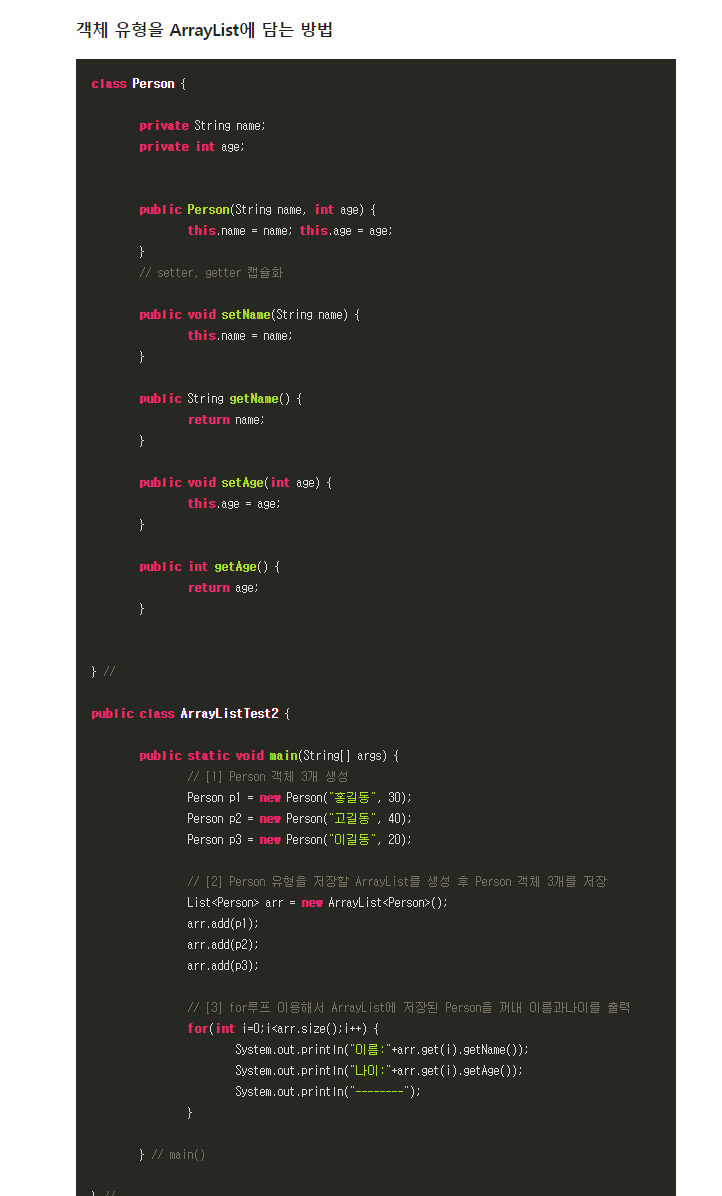 객체 유형을 ArrayList에 담는 방법
class Person {
private String name;
private int age;
public Person(String name, int age) {
this.name = name; this.age = age;
}
// setter, getter 캡슐화
public void setName(String name) {
this.name = name;
}
public String getName() {
return name;
}
public void setAge(int age) {
this.age = age;
}
public int getAge() {
return age;
}
} //
public class ArrayListTest2 {
public static void main(String[] args) {
// [1] Person 객체 3개 생성
Person p1 = new Person("홍길동", 30);
Person p2 = new Person("고길동", 40);
Person p3 = new Person("이길동", 20);
// [2] Person 유형을 저장할 ArrayList를 생성 후 Person 객체 3개를 저장
List<Person> arr = new ArrayList<Person>();
arr.add(p1);
arr.add(p2);
arr.add(p3);
// [3] for루프 이용해서 ArrayList에 저장된 Person을 꺼내 이름과나이를 출력
for(int i=0;i<arr.size();i++) {
System.out.println("이름:"+arr.get(i).getName());
System.out.println("나이:"+arr.get(i).getAge());
System.out.println("--------");
}
} // main()
} //